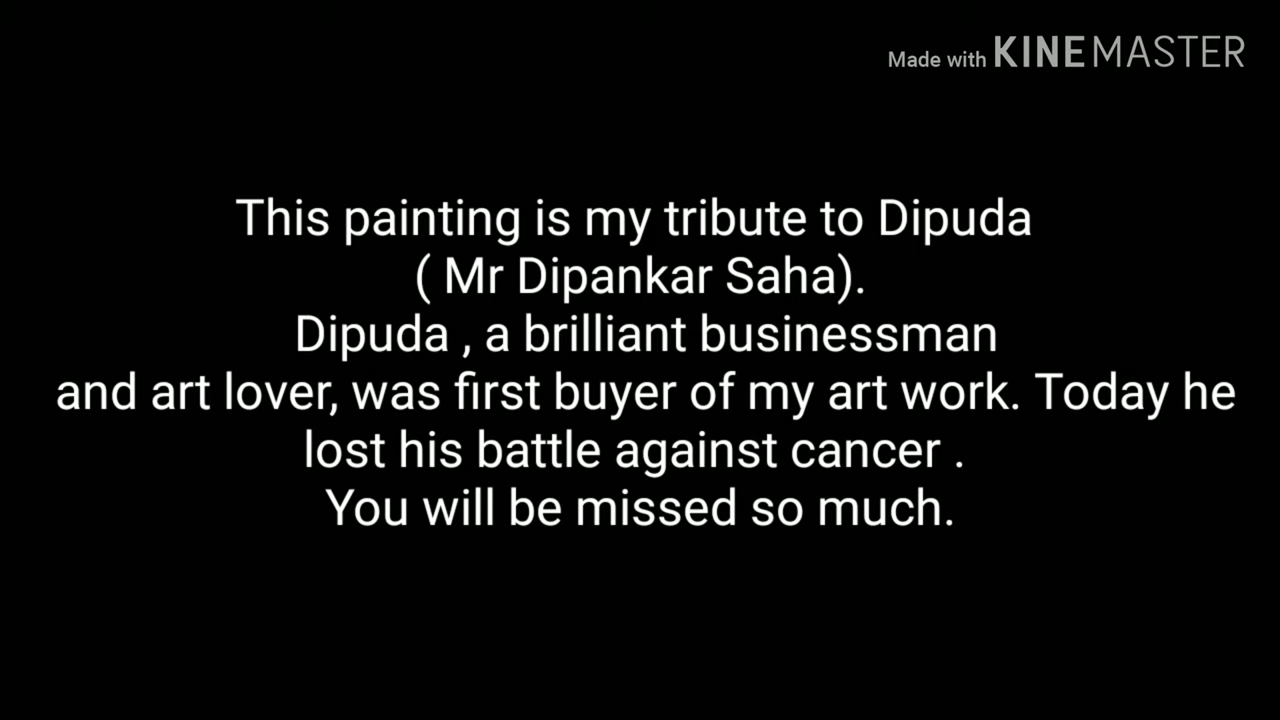 Made with KINEMASTER
This painting is my tribute to Dipuda
( Mr Dipankar Saha).
Dipuda , a brilliant businessman
and art lover, was first buyer of my art work. Today he
lost his battle against cancer .
You will be missed so much.